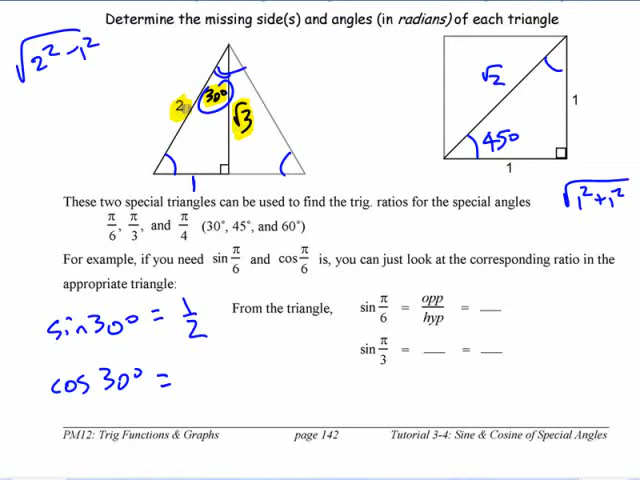 Determine the missing side(s) and angles (in radians) of each triangle
√2² - 1²
2 30° √3
1
√2
45°
1
1
√1² + 1²
These two special triangles can be used to find the trig. ratios for the special angles
π/6, π/3, and π/4 (30°, 45°, and 60°)
For example, if you need sin π/6 and cos π/6 is, you can just look at the corresponding ratio in the
appropriate triangle:
sin30° = 1/2
From the triangle, sin π/6 = opp/hyp = __
sin π/3 = __ = __
cos 30° =
PM12: Trig Functions & Graphs page 142 Tutorial 3-4: Sine & Cosine of Special Angles